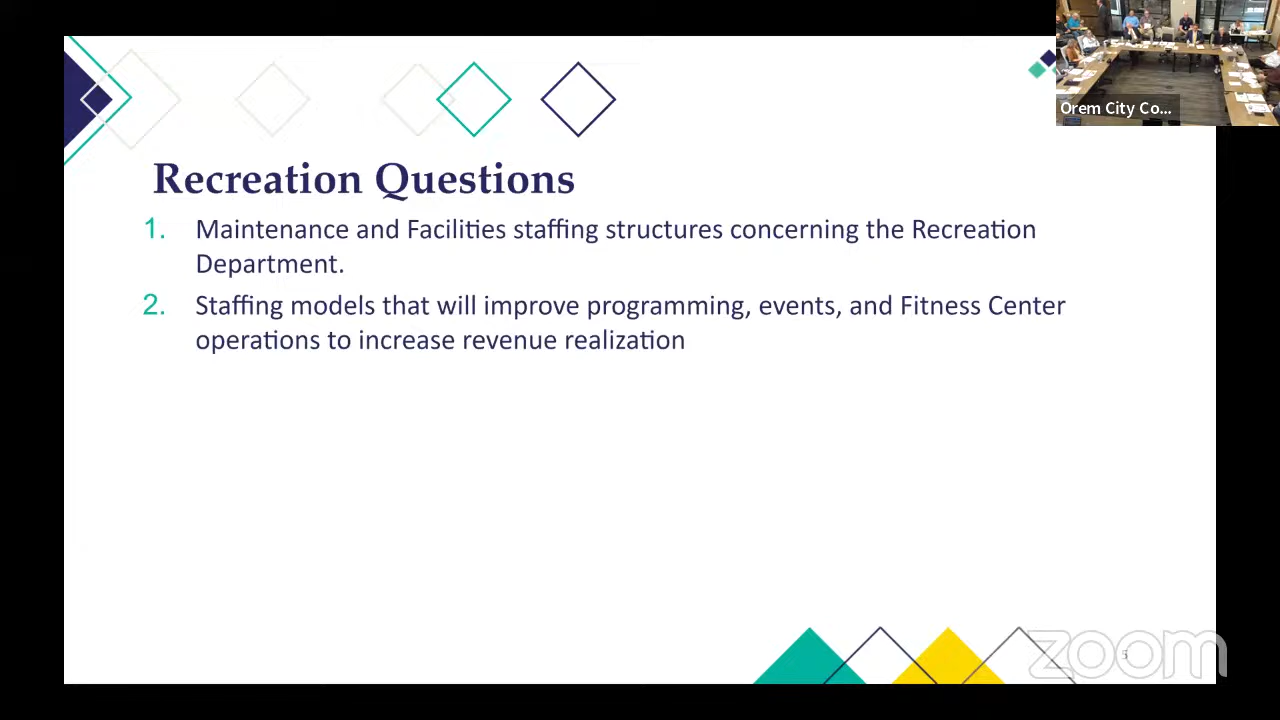 Orem City Co...
Recreation Questions
1. Maintenance and Facilities staffing structures concerning the Recreation
Department.
2. Staffing models that will improve programming, events, and Fitness Center
operations to increase revenue realization
5
zoom